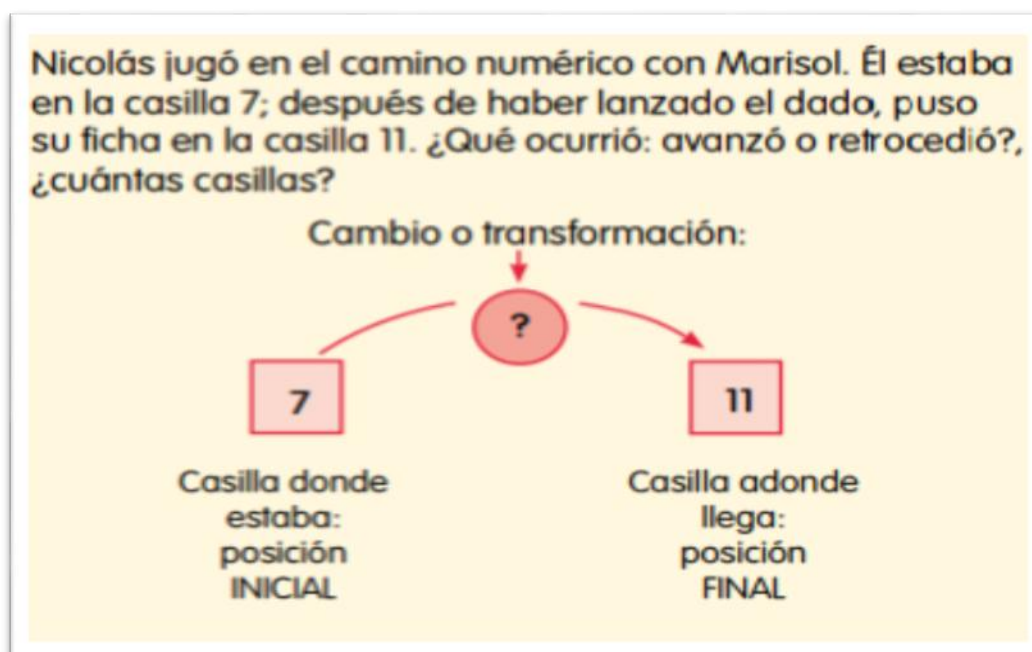 Nicolás jugó en el camino numérico con Marisol. Él estaba
en la casilla 7; después de haber lanzado el dado, puso
su ficha en la casilla 11. ¿Qué ocurrió: avanzó o retrocedió?,
¿cuántas casillas?
Cambio o transformación:
?
7
11
Casilla donde
estaba:
posición
INICIAL
Casilla adonde
llega:
posición
FINAL